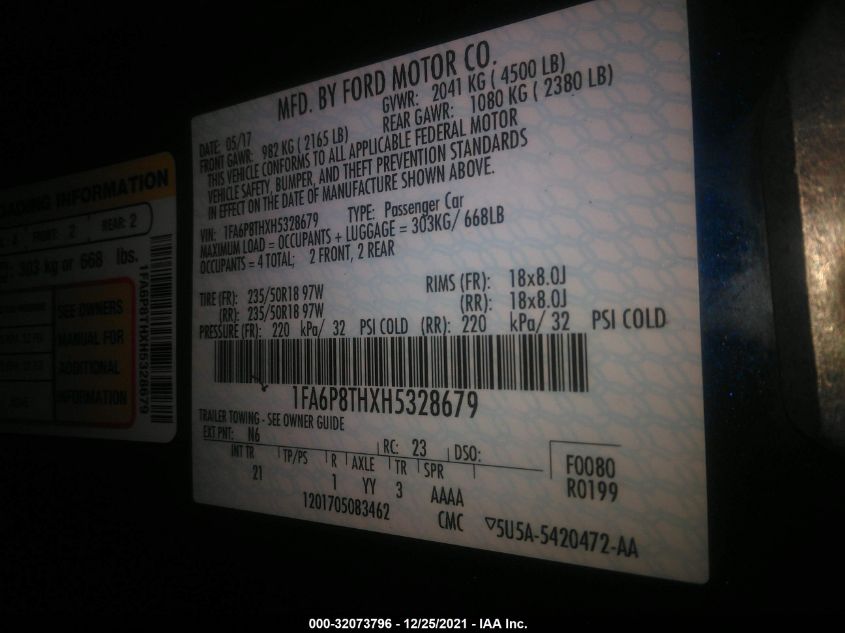 MFD. BY FORD MOTOR CO.
DATE: 05/17 GVWR: 2041 KG ( 4500 LB)
FRONT GAWR: 982 KG ( 2165 LB) REAR GAWR: 1080 KG ( 2380 LB)
THIS VEHICLE CONFORMS TO ALL APPLICABLE FEDERAL MOTOR
VEHICLE SAFETY, BUMPER, AND THEFT PREVENTION STANDARDS
IN EFFECT ON THE DATE OF MANUFACTURE SHOWN ABOVE.
VIN: 1FA6P8THXH5328679 TYPE: Passenger Car
MAXIMUM LOAD = OCCUPANTS + LUGGAGE = 303KG/ 668LB
OCCUPANTS = 4 TOTAL; 2 FRONT, 2 REAR
TIRE (FR): 235/50R18 97W RIMS (FR): 18x8.0J
(RR): 235/50R18 97W (RR): 18x8.0J
PRESSURE (FR): 220 kPa/ 32 PSI COLD (RR): 220 kPa/ 32 PSI COLD
1FA6P8THXH5328679
TRAILER TOWING - SEE OWNER GUIDE
EXT PNT: N6 RC: 23 DSO:
INT TR TP/PS R AXLE TR SPR
21 1 YY 3 AAAA
F0080
R0199
1201705083462 CMC 5U5A-5420472-AA
LOADING INFORMATION
4 FRONT: 2 REAR: 2
303 kg or 668 lbs.
SEE OWNERS
MANUAL FOR
ADDITIONAL
INFORMATION
1FA6P8THXH5328679
000-32073796 - 12/25/2021 - IAA Inc.